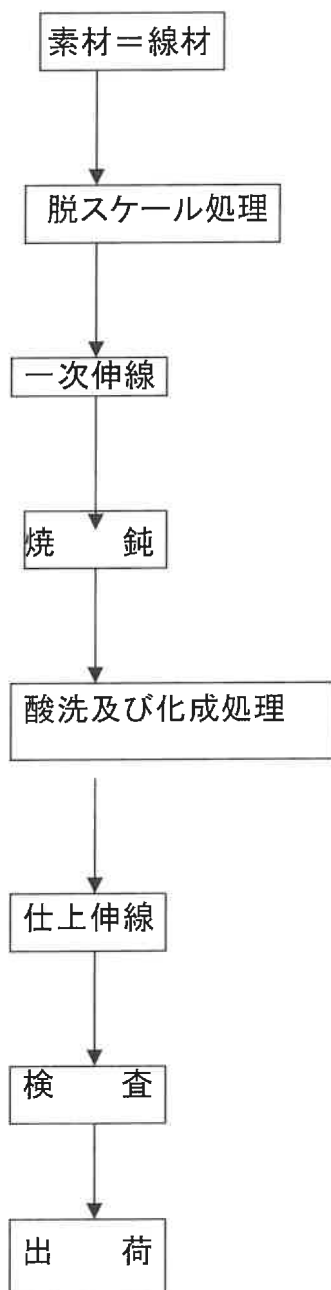 素材＝線材
脱スケール処理
一次伸線
焼　　鈍
酸洗及び化成処理
仕上伸線
検　　査
出　　荷